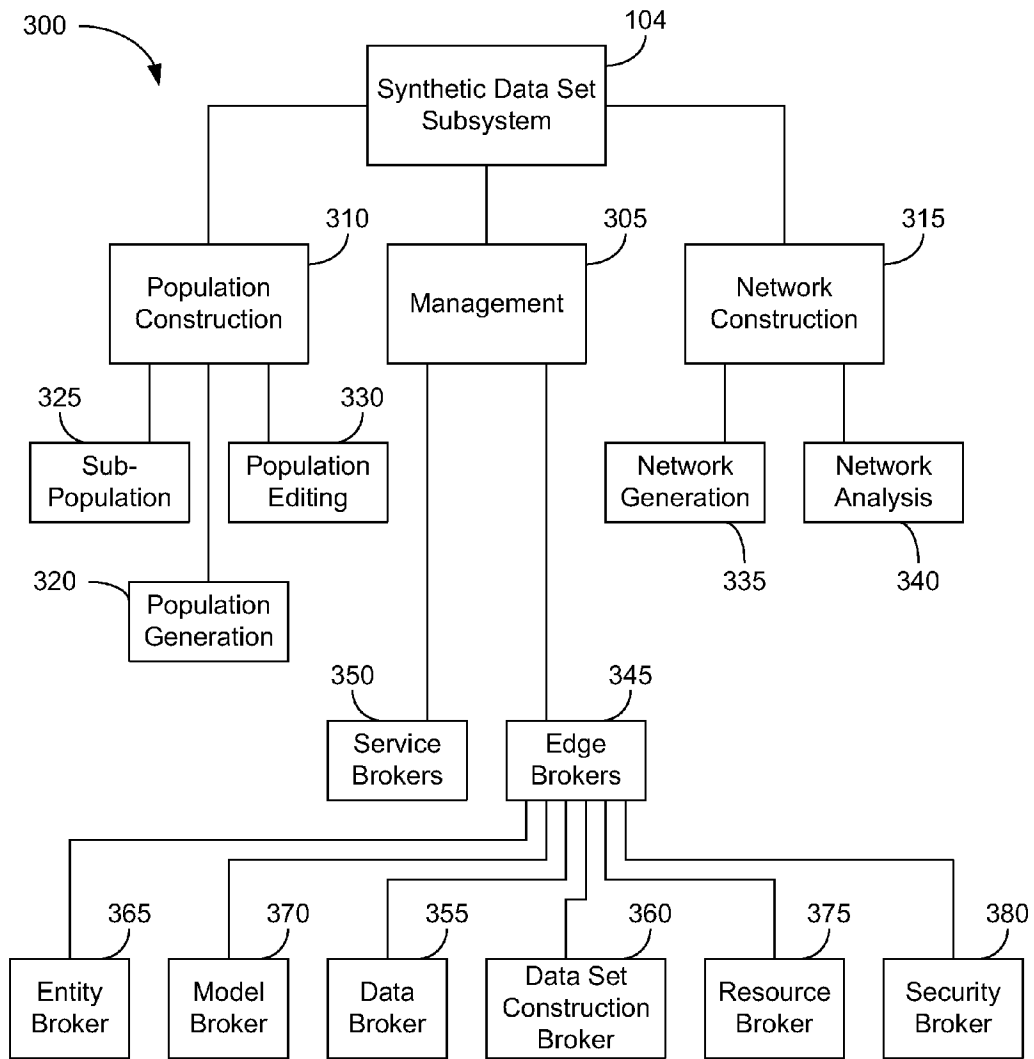 300
104
Synthetic Data Set
Subsystem
310
305
315
Population
Construction
Management
Network
Construction
325
330
Sub-
Population
Population
Editing
Network
Generation
Network
Analysis
320
335
340
Population
Generation
350
345
Service
Brokers
Edge
Brokers
365
370
355
360
375
380
Entity
Broker
Model
Broker
Data
Broker
Data Set
Construction
Broker
Resource
Broker
Security
Broker